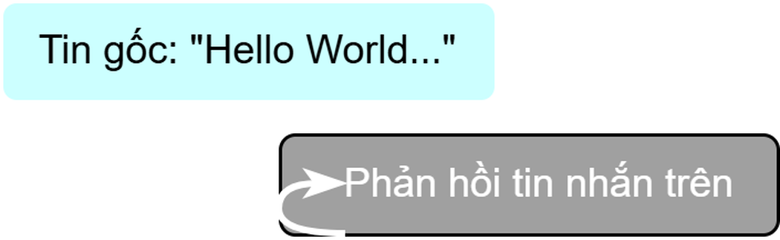 Tin gốc: "Hello World..."
Phản hồi tin nhắn trên